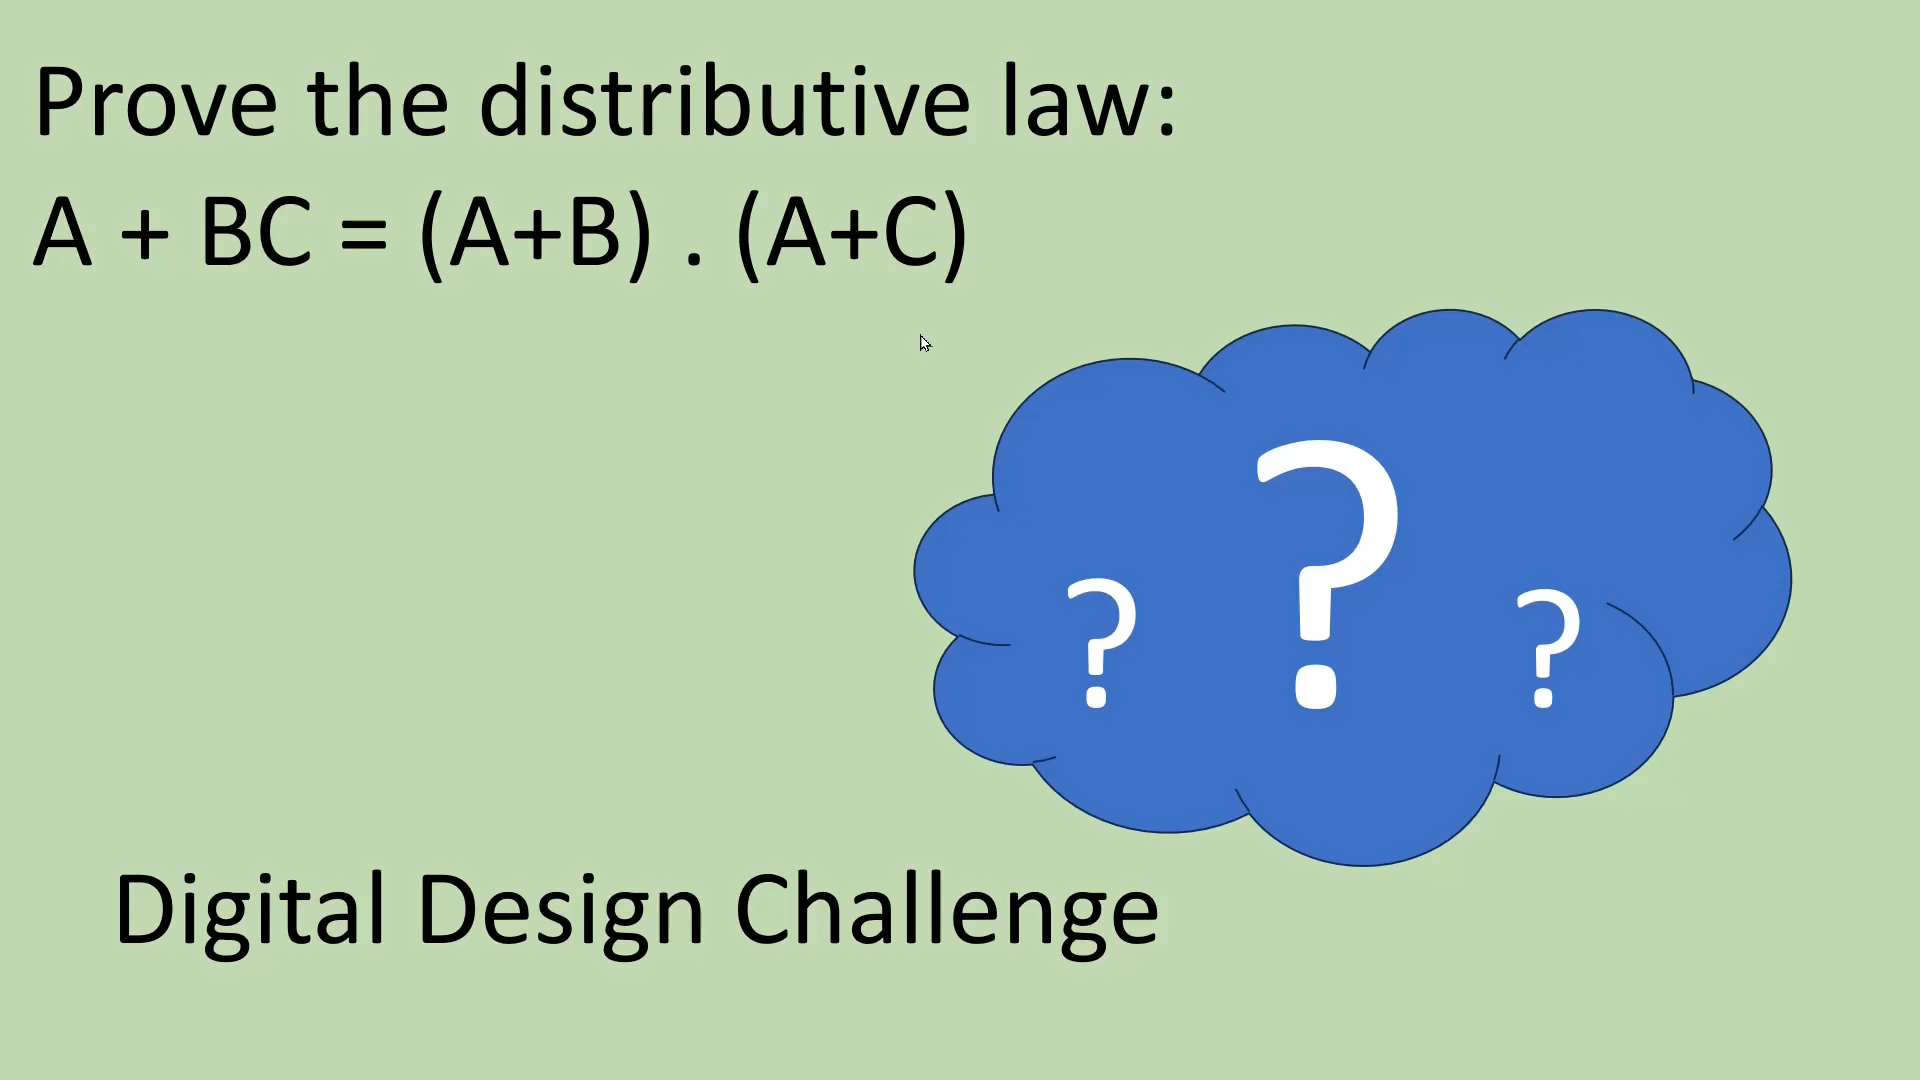 Prove the distributive law:
A + BC = (A+B) . (A+C)
?
? ?
Digital Design Challenge